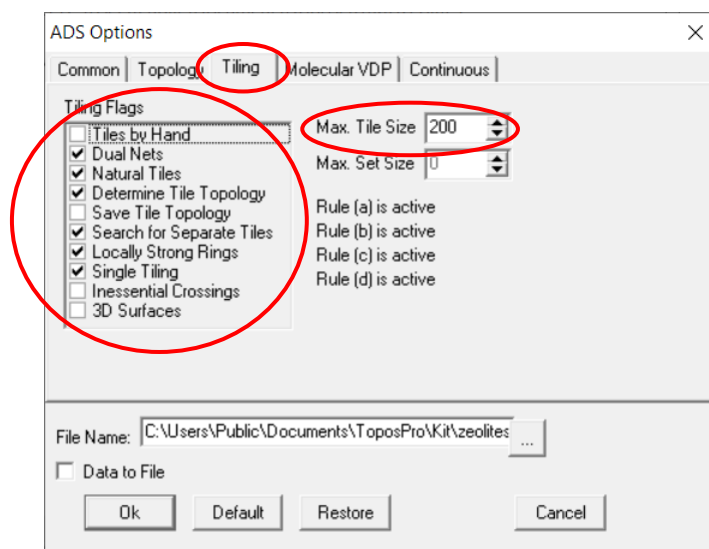 ADS Options
Common Topology Tiling Molecular VDP Continuous
Tiling Flags
Tiles by Hand
Dual Nets
Natural Tiles
Determine Tile Topology
Save Tile Topology
Search for Separate Tiles
Locally Strong Rings
Single Tiling
Inessential Crossings
3D Surfaces
Max. Tile Size 200
Max. Set Size 0
Rule (a) is active
Rule (b) is active
Rule (c) is active
Rule (d) is active
File Name: C:\Users\Public\Documents\ToposPro\Kit\zeolites ...
Data to File
Ok Default Restore Cancel